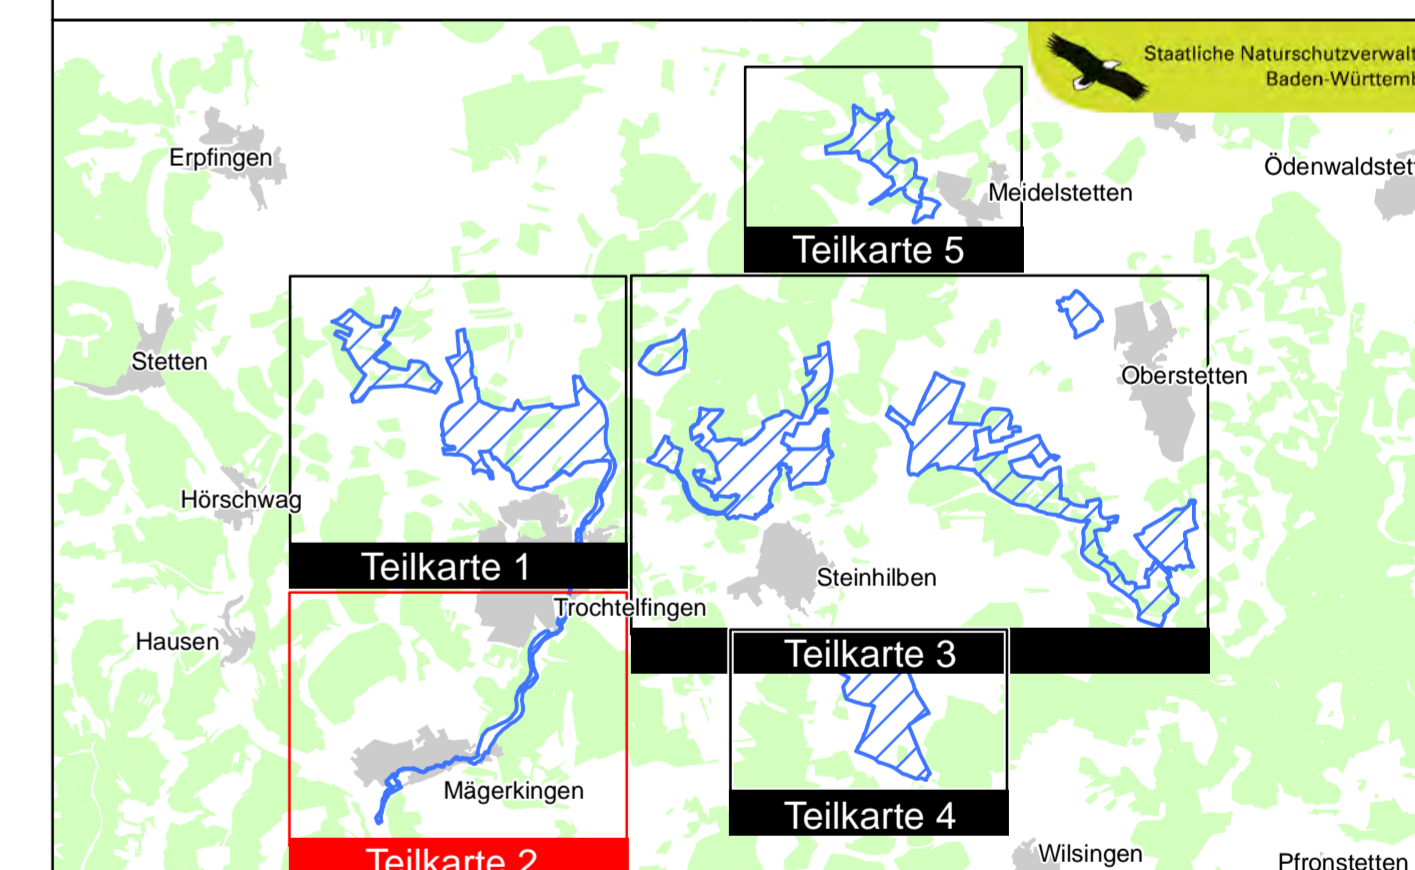 Staatliche Naturschutzverwalt
Baden-Württemb
Erpfingen
Ödenwaldstet
Meidelstetten
Teilkarte 5
Stetten
Oberstetten
Hörschwag
Teilkarte 1
Steinhilben
Trochtelfingen
Hausen
Teilkarte 3
Mägerkingen
Teilkarte 4
Wilsingen
Pfronstetten
Teilkarte 2